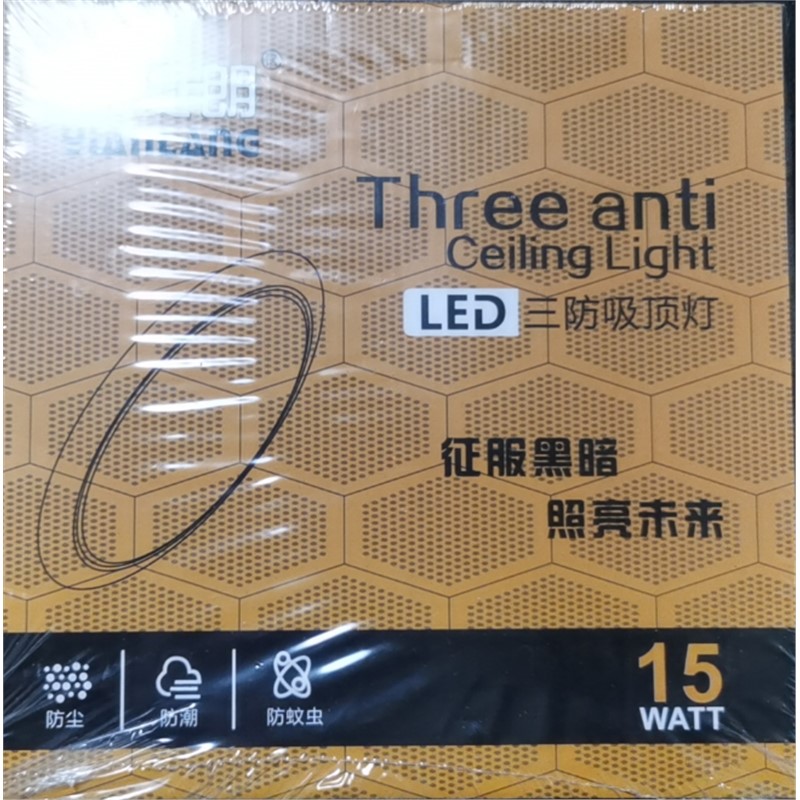 朗®
Three anti
Ceiling Light
LED 三防吸顶灯
征服黑暗
照亮未来
15
WATT
防尘 防潮 防蚊虫